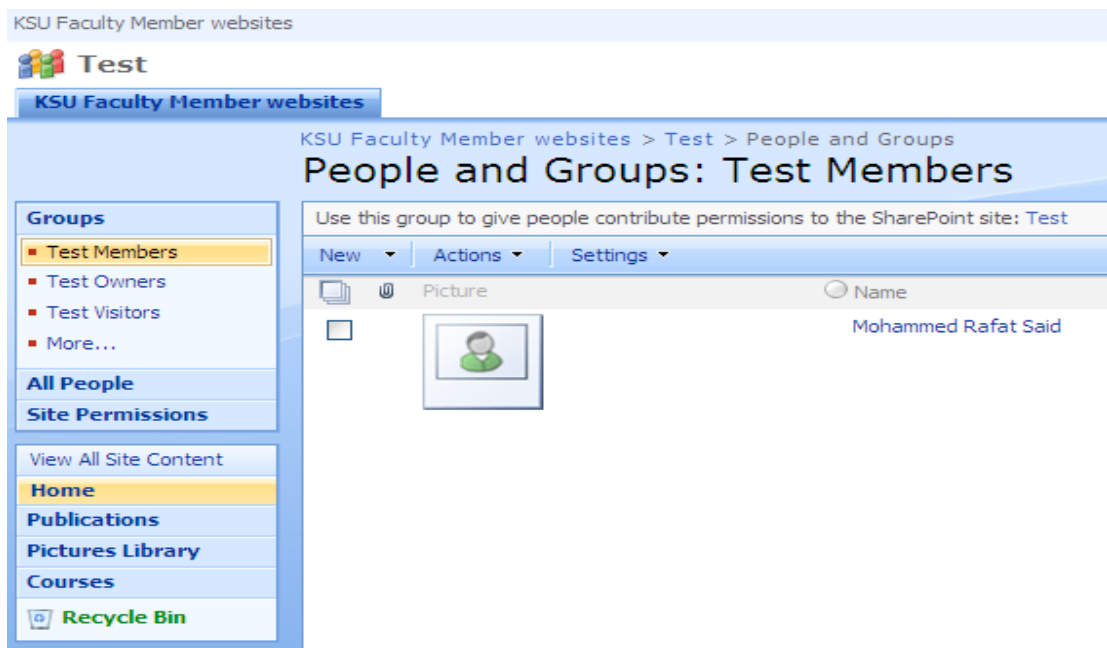 KSU Faculty Member websites
Test
KSU Faculty Member websites
KSU Faculty Member websites > Test > People and Groups
People and Groups: Test Members
Groups
Test Members
Test Owners
Test Visitors
More...
All People
Site Permissions
View All Site Content
Home
Publications
Pictures Library
Courses
Recycle Bin
Use this group to give people contribute permissions to the SharePoint site: Test
New Actions Settings
Picture Name
Mohammed Rafat Said